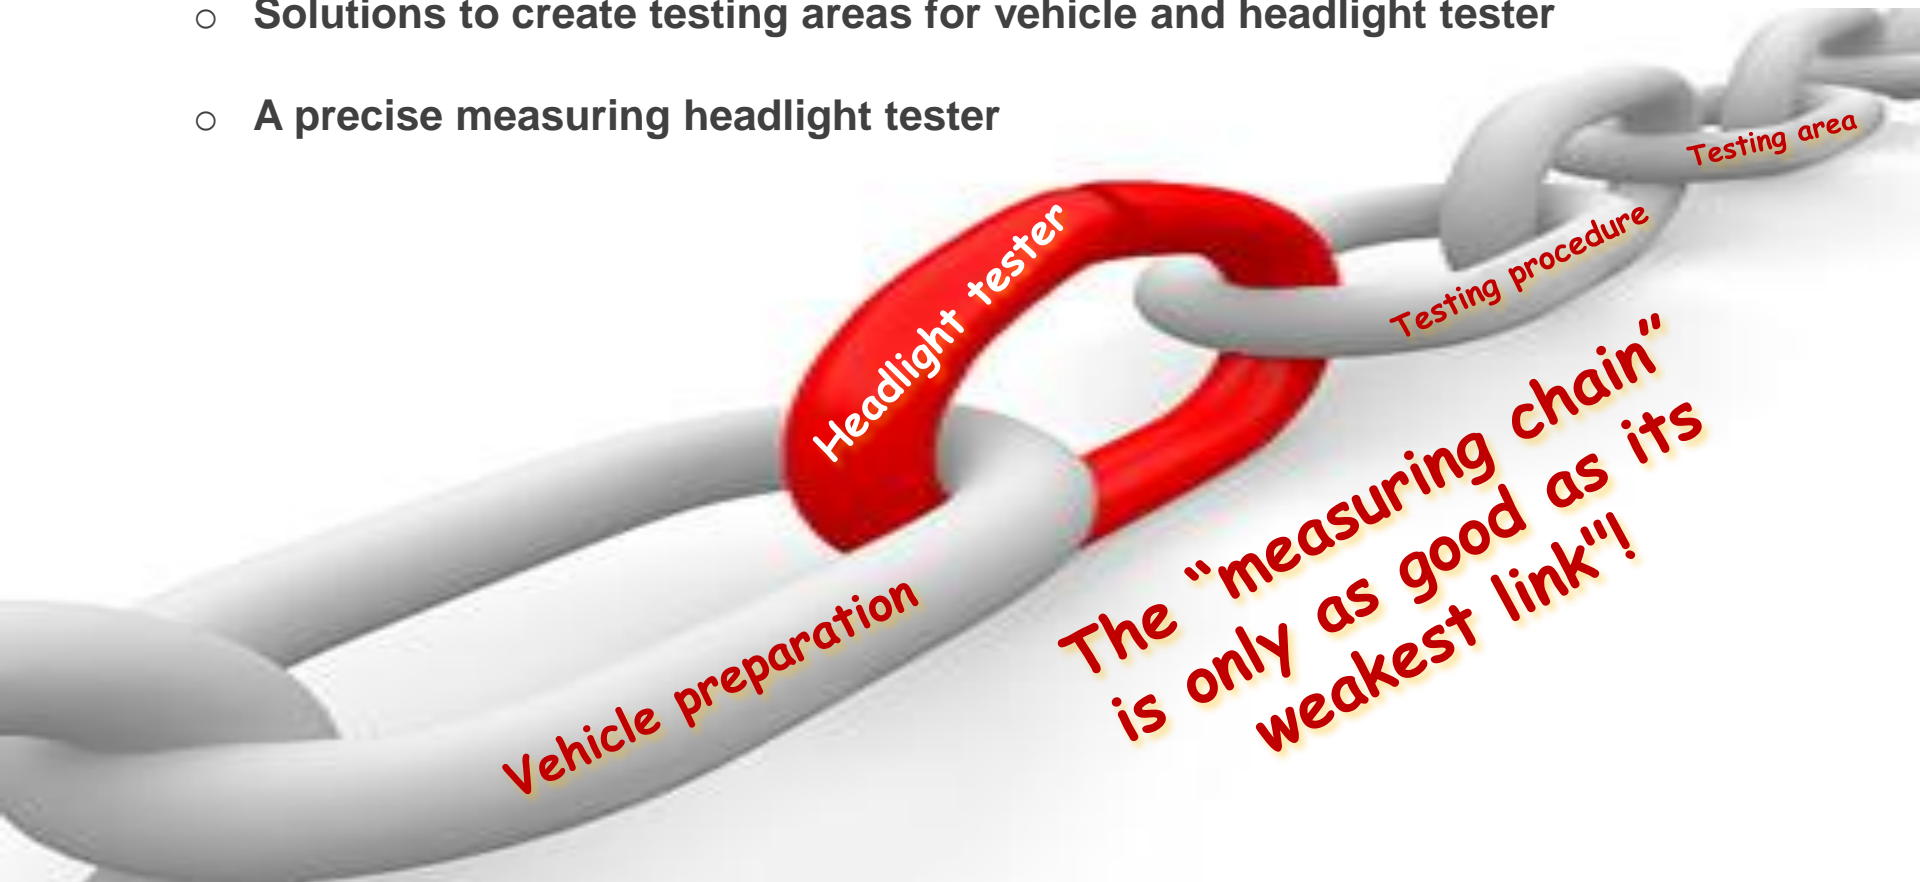 ○ Solutions to create testing areas for vehicle and headlight tester
○ A precise measuring headlight tester
Testing area
Testing procedure
Headlight tester
Vehicle preparation
The “measuring chain”
is only as good as its
weakest link"!